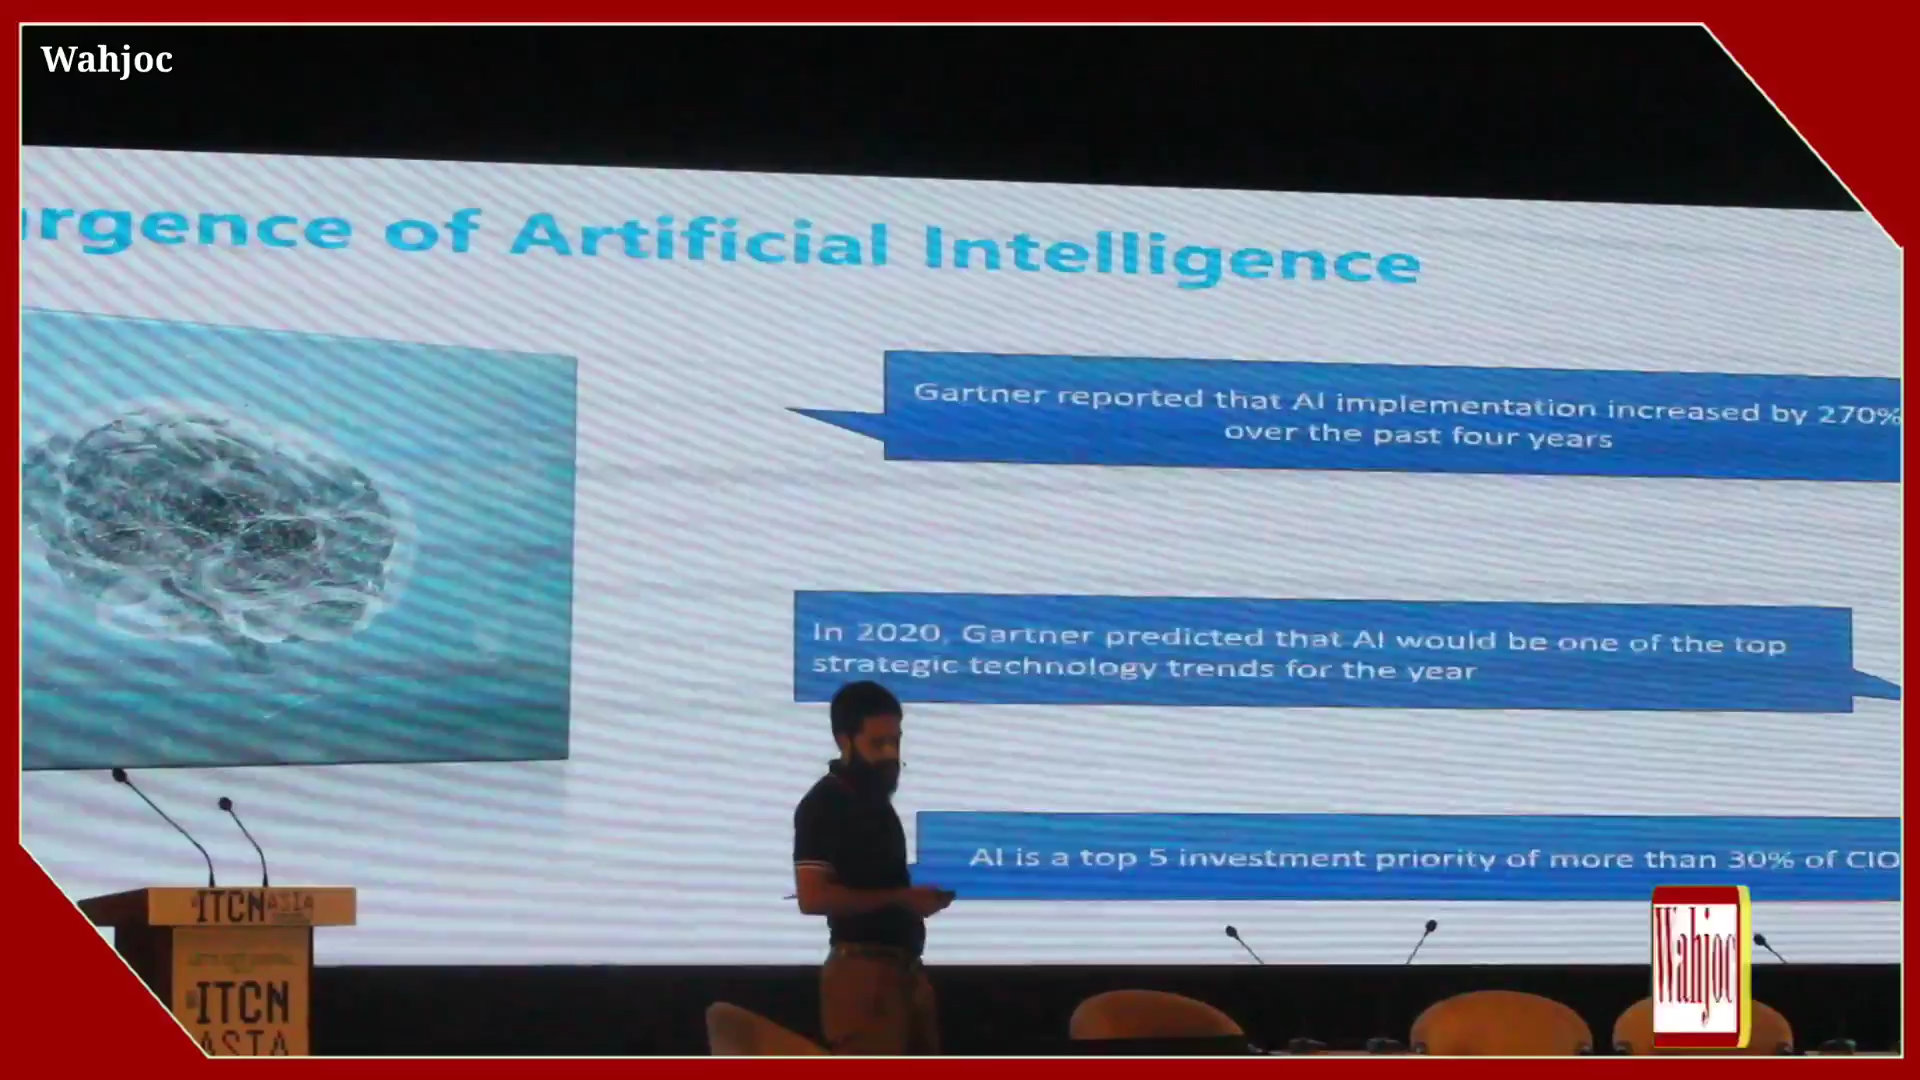 Wahjoc
rgence of Artificial Intelligence
Gartner reported that AI implementation increased by 270%
over the past four years
In 2020, Gartner predicted that AI would be one of the top
strategic technology trends for the year
AI is a top 5 investment priority of more than 30% of CIO
ITCN ASIA
ITCN
ASIA
Wahjoc